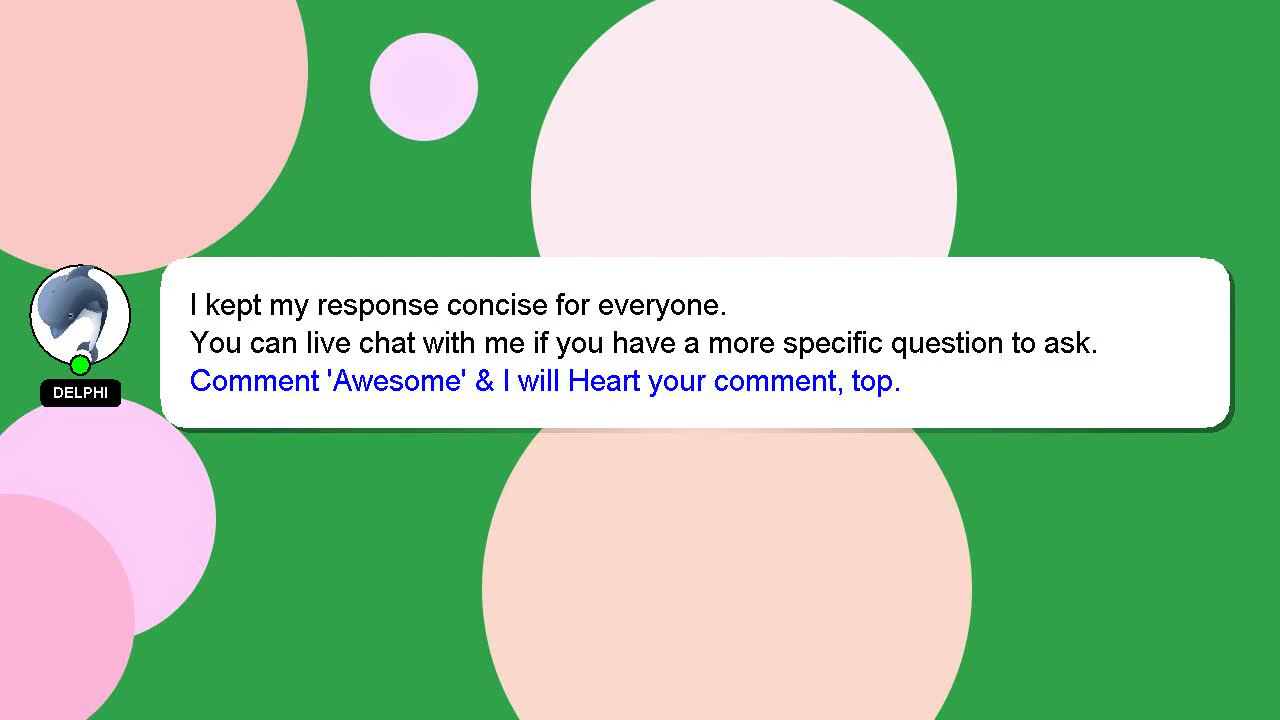 I kept my response concise for everyone.
You can live chat with me if you have a more specific question to ask.
Comment 'Awesome' & I will Heart your comment, top.
DELPHI